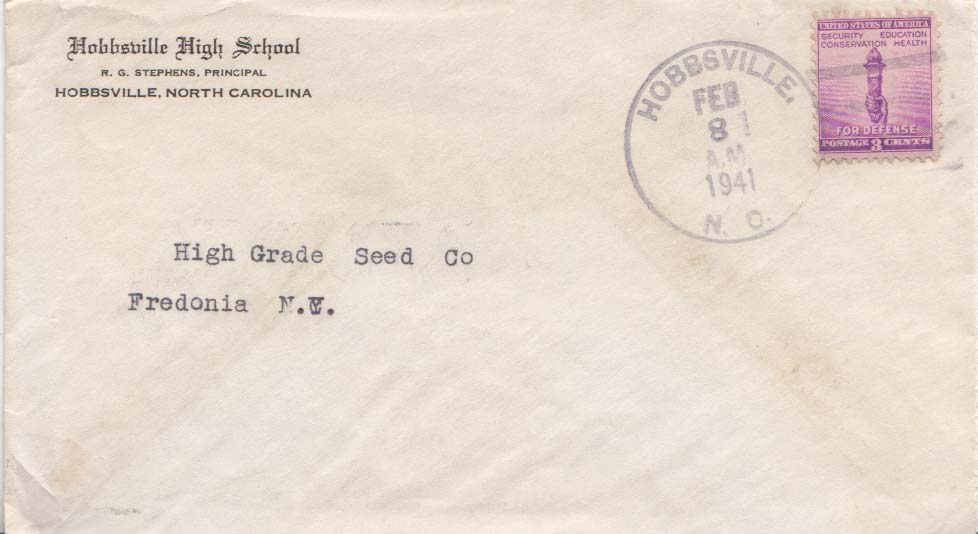 Hobbsville High School
R. G. STEPHENS, PRINCIPAL
HOBBSVILLE, NORTH CAROLINA
HOBBSVILLE,
FEB
8
A.M.
1941
N. C.
UNITED STATES OF AMERICA
SECURITY EDUCATION
CONSERVATION HEALTH
FOR DEFENSE
POSTAGE 3 CENTS
High Grade Seed Co
Fredonia N.Y.